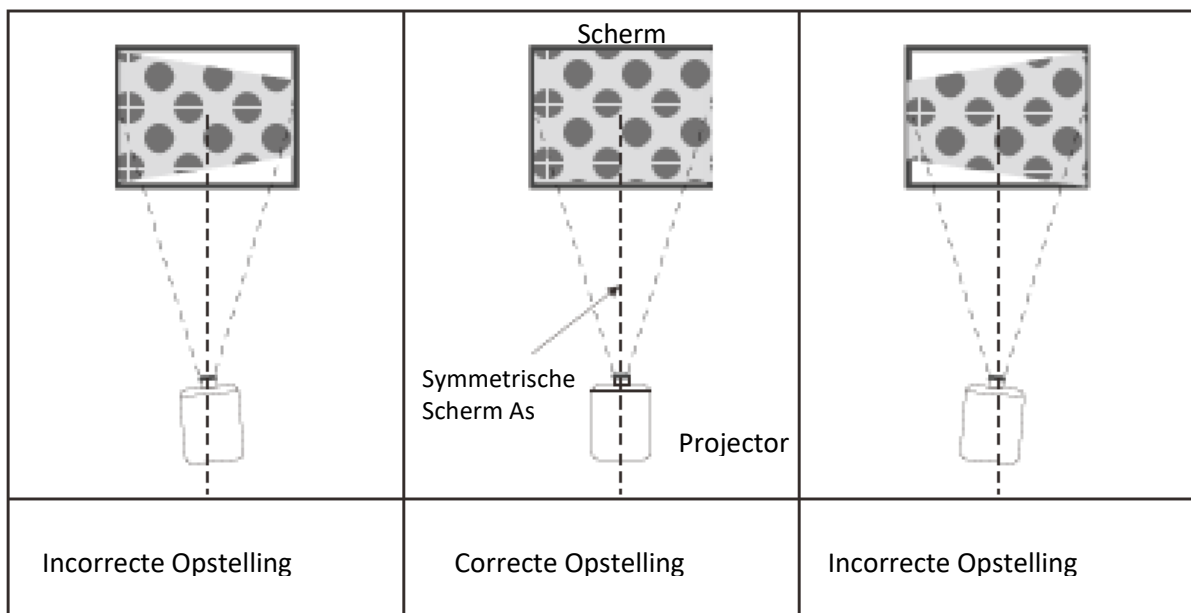 Scherm
Symmetrische
Scherm As
Projector
Incorrecte Opstelling
Correcte Opstelling
Incorrecte Opstelling